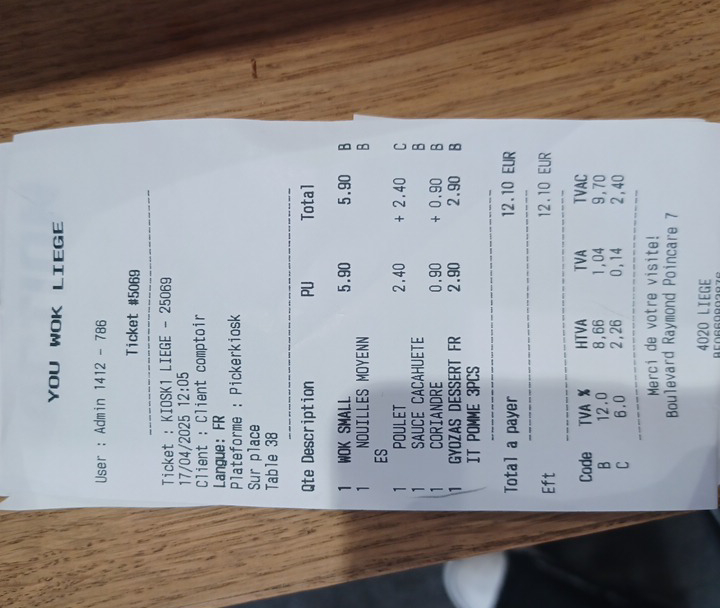 YOU WOK LIEGE
User : Admin 1412 - 786
Ticket #5069
Ticket : KIOSK1 LIEGE - 25069
17/04/2025 12:05
Client : Client comptoir
Langue: FR
Plateforme : Pickerkiosk
Sur place
Table 38
Qte Description PU Total
1 WOK SMALL 5.90 5.90 B
1 NOUILLES MOYENN B
ES
1 POULET 2.40 + 2.40 C
1 SAUCE CACAHUETE B
1 CORIANDRE 0.90 + 0.90 B
1 GYOZAS DESSERT FR 2.90 2.90 B
IT POMME 3PCS
Total a payer 12.10 EUR
Eft 12.10 EUR
Code TVA % HTVA TVA TVAC
B 12.0 8,66 1,04 9,70
C 6.0 2,26 0,14 2,40
Merci de votre visite!
Boulevard Raymond Poincare 7
4020 LIEGE